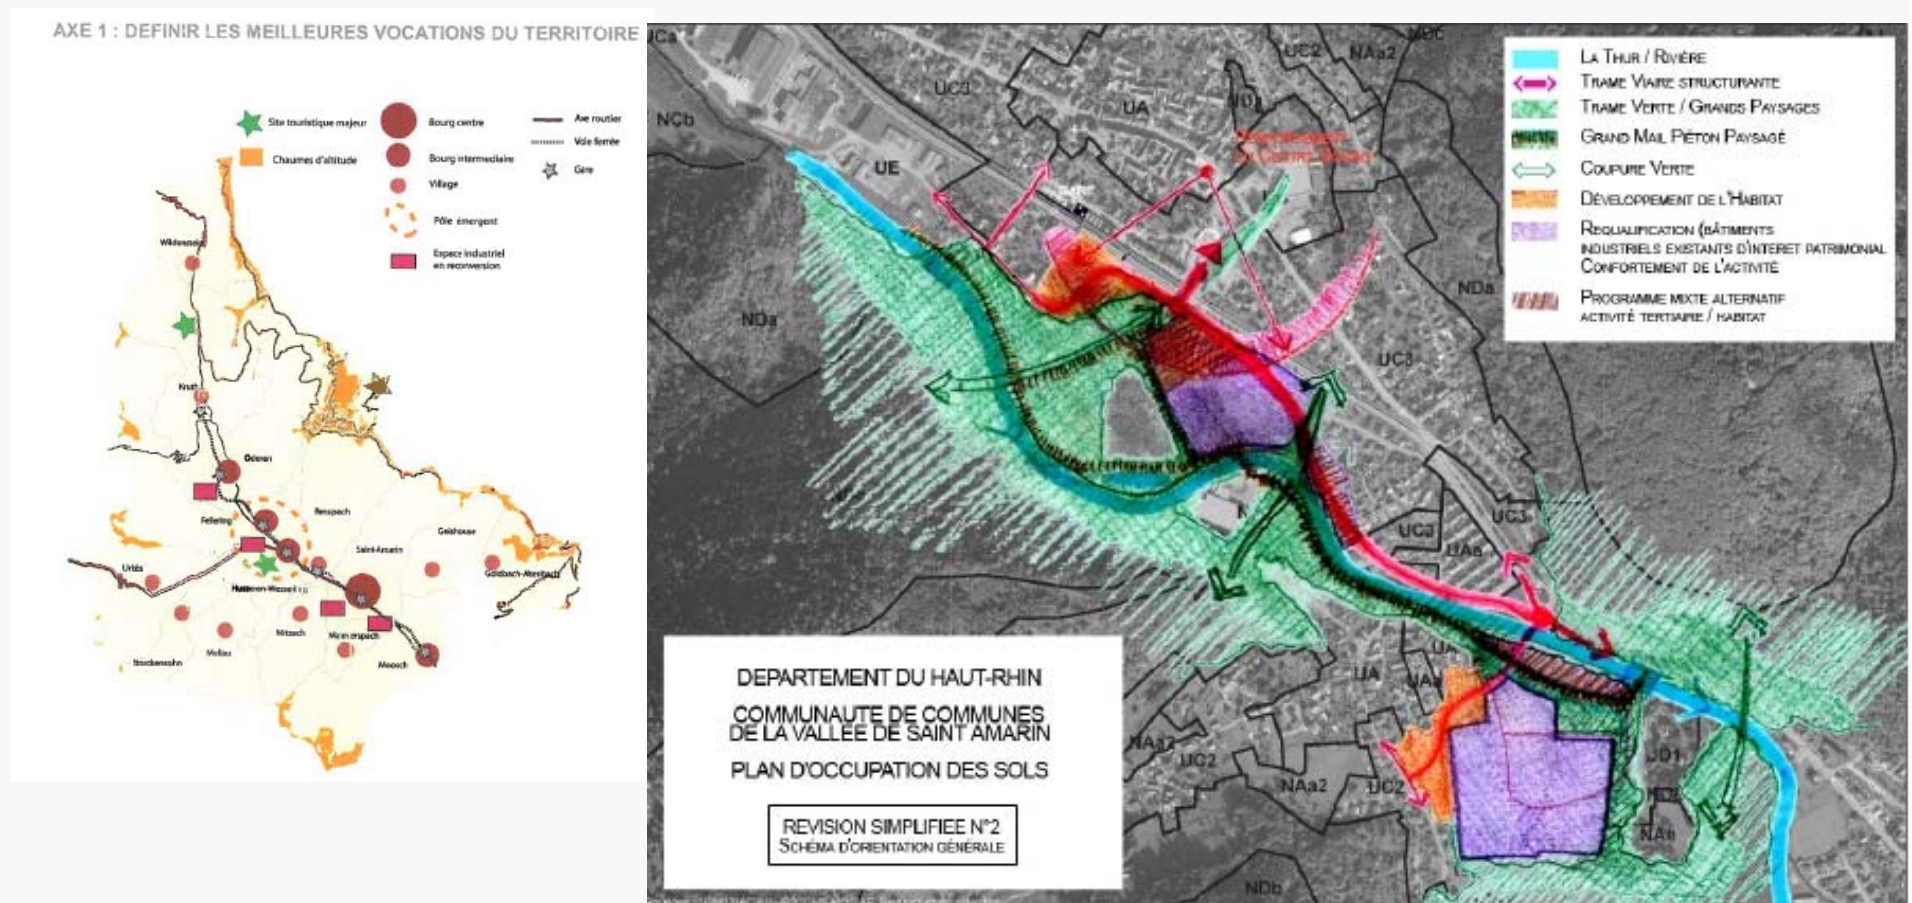 AXE 1 : DEFINIR LES MEILLEURES VOCATIONS DU TERRITOIRE
Site touristique majeur
Chaumes d'altitude
Bourg centre
Bourg intermediaire
Village
Pôle émergent
Espace industriel
en reconversion
Axe routier
Voie ferrée
Gare
Wildenstein
Kruth
Oderen
Fellering
Ranspach
Geishouse
Saint-Amarin
Goldbach-Altenbach
Urbès
Mitzach
Mollau
Storckensohn
Moosch
UCa
NCb
UC3
UA
UC2
NAa2
UE
NDa
NDa
UC3
UC3
UC3
UAa
UA
UA
NAa2
UC2
NAa2
UC2
NDb
La Thur / Rivière
Trame Viaire structurante
Trame Verte / Grands Paysages
Grand Mail Piéton Paysagé
Coupure Verte
Développement de l'Habitat
Requalification (bâtiments
industriels existants d'interet patrimonial
Confortement de l'activité
Programme mixte alternatif
activité tertiaire / habitat
DEPARTEMENT DU HAUT-RHIN
COMMUNAUTE DE COMMUNES
DE LA VALLEE DE SAINT AMARIN
PLAN D'OCCUPATION DES SOLS
REVISION SIMPLIFIEE N°2
Schéma d'orientation générale